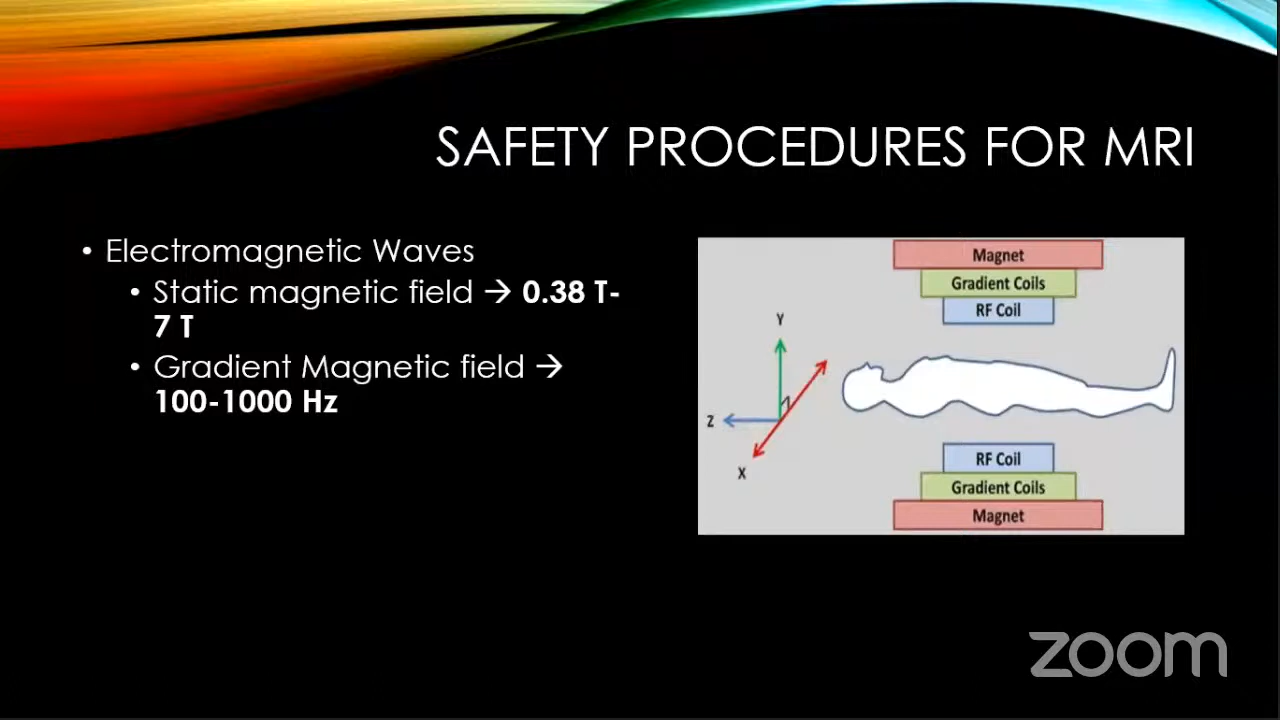 SAFETY PROCEDURES FOR MRI
• Electromagnetic Waves
• Static magnetic field → 0.38 T-
7 T
• Gradient Magnetic field →
100-1000 Hz
Magnet
Gradient Coils
RF Coil
Y
Z
X
RF Coil
Gradient Coils
Magnet
zoom